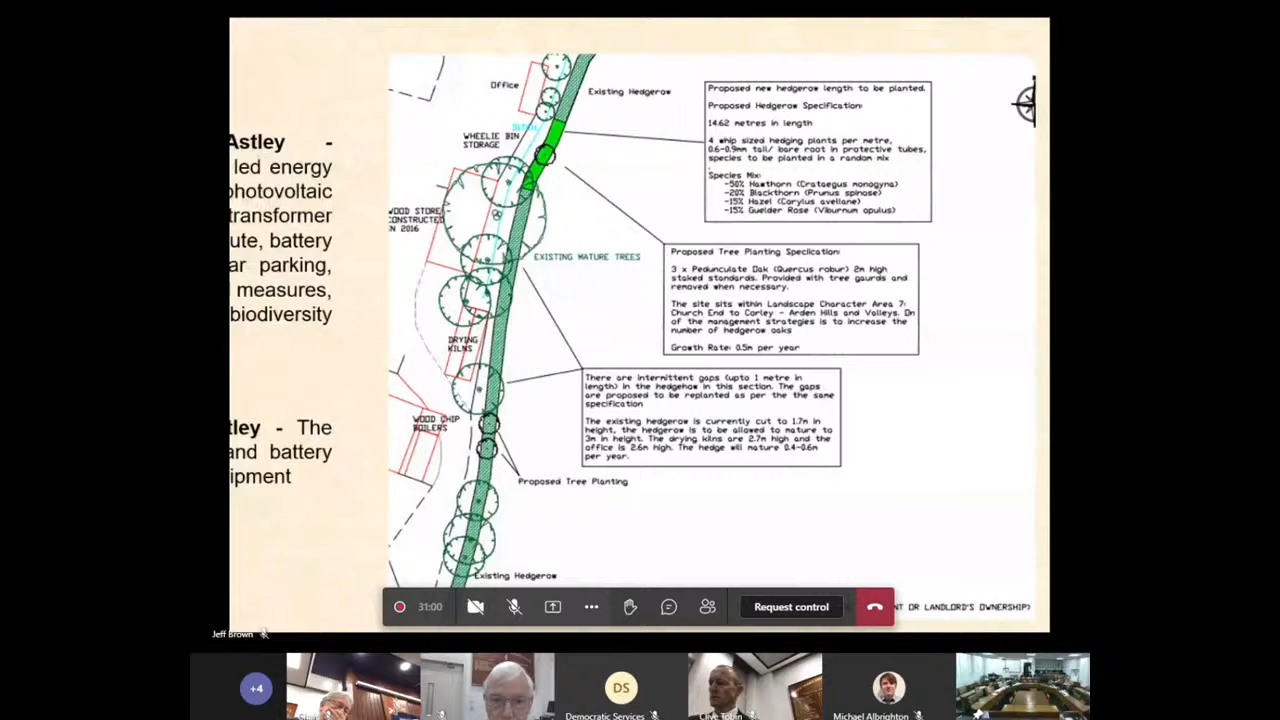 Astley -
led energy
photovoltaic
transformer
ute, battery
ar parking,
measures,
biodiversity
tley - The
and battery
ipment
Office
Existing Hedgerow
DITCH
WHEELIE BIN
STORAGE
WOOD STORE -
CONSTRUCTED
IN 2016
EXISTING MATURE TREES
DRYING
KILNS
WOOD CHIP
BOILERS
Proposed Tree Planting
Existing Hedgerow
Proposed new hedgerow length to be planted.
Proposed Hedgerow Specification:
14.62 metres in length
4 whip sized hedging plants per metre,
0.6-0.9mm tall/ bare root in protective tubes,
species to be planted in a random mix
Species Mix:
-50% Hawthorn (Crataegus monogyna)
-20% Blackthorn (Prunus spinose)
-15% Hazel (Corylus avellane)
-15% Guelder Rose (Viburnum opulus)
Proposed Tree Planting Speciication:
3 x Pedunculate Oak (Quercus robur) 2m high
staked standards. Provided with tree gaurds and
removed when necessary.
The site sits within Landscape Character Area 7:
Church End to Corley - Arden Hills and Valleys. On
of the management strategies is to increase the
number of hedgerow oaks
Growth Rate: 0.5m per year
There are intermittent gaps (upto 1 metre in
length) in the hedgehow in this section. The gaps
are proposed to be replanted as per the the same
specification
The existing hedgerow is currently cut to 1.7m in
height, the hedgerow is to be allowed to mature to
3m in height. The drying kilns are 2.7m high and the
office is 2.6m high. The hedge will mature 0.4-0.6m
per year.
31:00
Request control
NT OR LANDLORD'S OWNERSHIP)
Jeff Brown
+4
DS
Democratic Services
Clive Tobin
Michael Albrighton